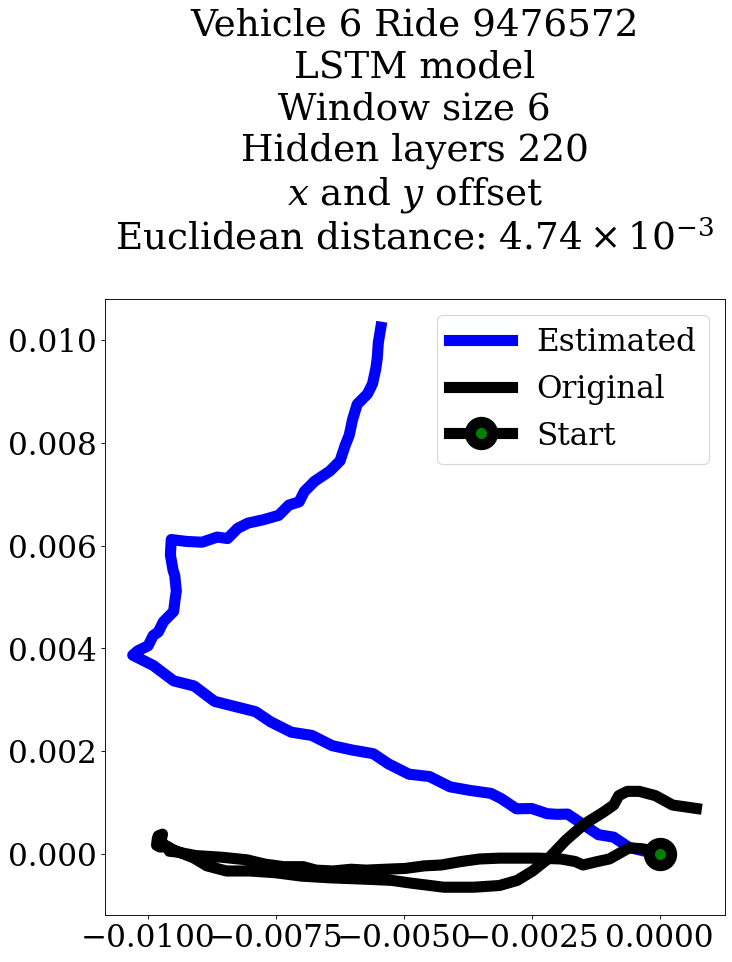 Vehicle 6 Ride 9476572
LSTM model
Window size 6
Hidden layers 220
x and y offset
Euclidean distance: 4.74 × 10⁻³
Estimated
Original
Start
0.010
0.008
0.006
0.004
0.002
0.000
−0.0100 −0.0075 −0.0050 −0.0025 0.0000